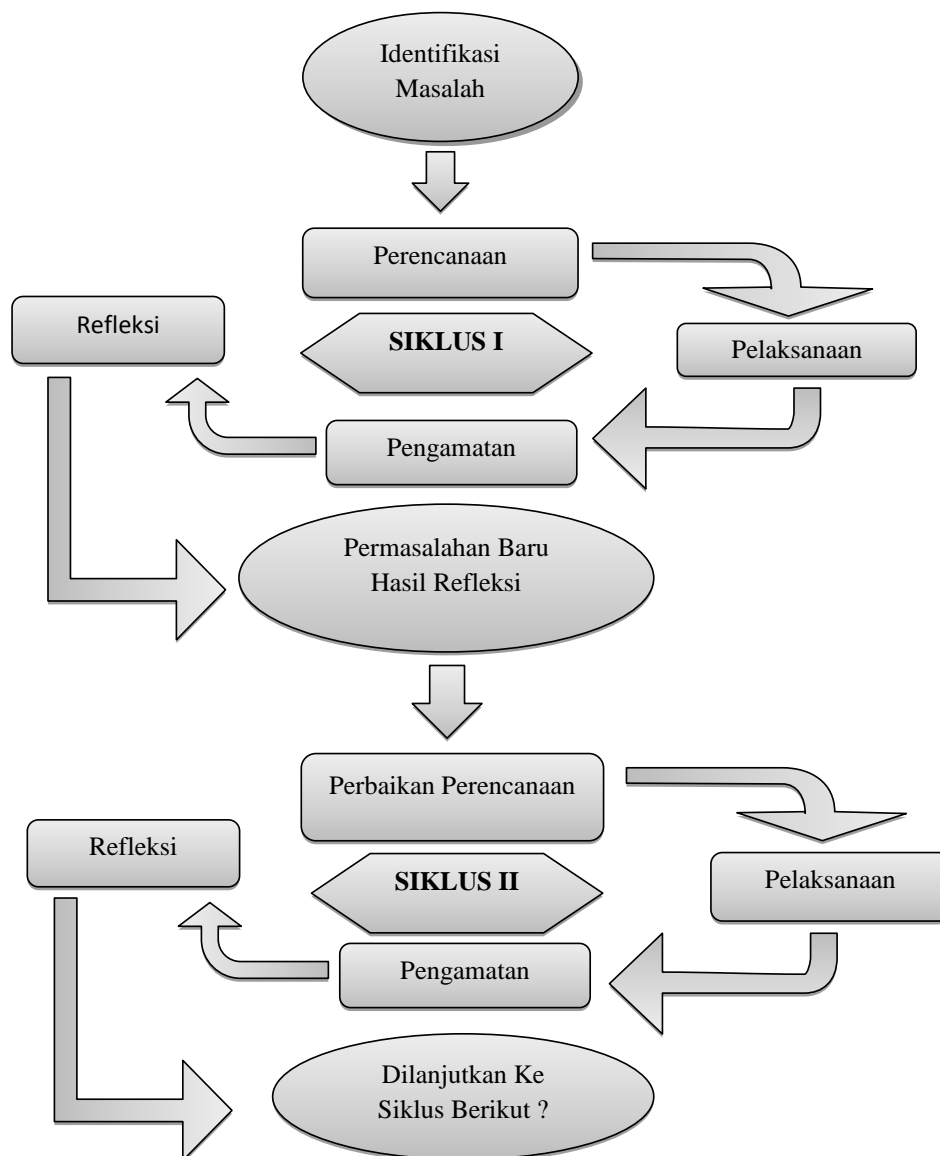 Identifikasi
Masalah
Perencanaan
Refleksi
SIKLUS I
Pelaksanaan
Pengamatan
Permasalahan Baru
Hasil Refleksi
Perbaikan Perencanaan
Refleksi
SIKLUS II
Pelaksanaan
Pengamatan
Dilanjutkan Ke
Siklus Berikut ?